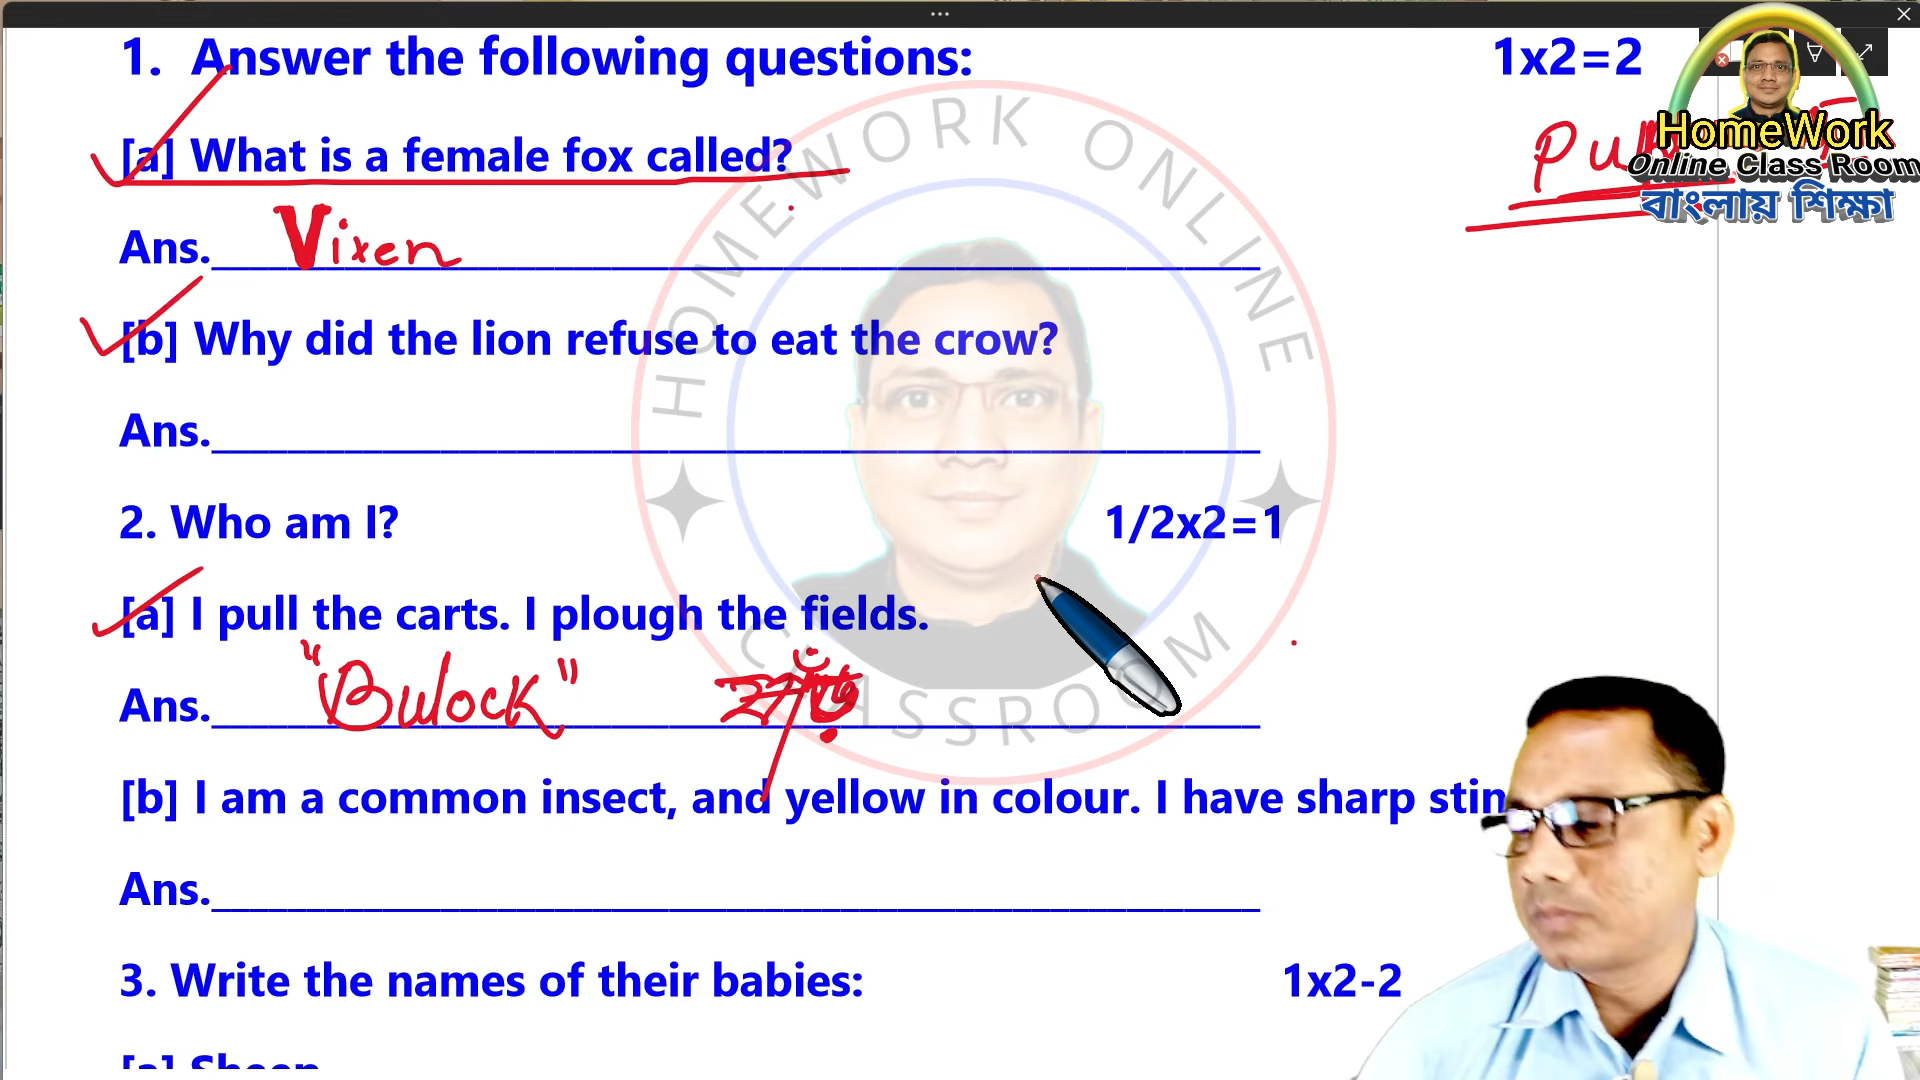 1. Answer the following questions: 1x2=2
[a] What is a female fox called?
Ans. Vixen
[b] Why did the lion refuse to eat the crow?
Ans.
2. Who am I? 1/2x2=1
[a] I pull the carts. I plough the fields.
Ans. "Bulock" ষাঁড়
[b] I am a common insect, and yellow in colour. I have sharp stin
Ans.
3. Write the names of their babies: 1x2-2
[a] Sheep
HomeWork
Online Class Room
বাংলায় শিক্ষা
HOMEWORK ONLINE
CLASSROOM